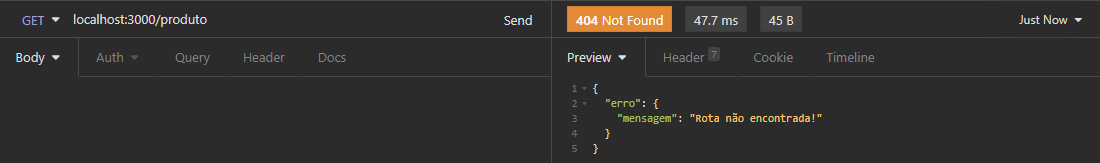 GET localhost:3000/produto Send 404 Not Found 47.7 ms 45 B Just Now
Body Auth Query Header Docs Preview Header 7 Cookie Timeline
1 {
2 "erro": {
3 "mensagem": "Rota não encontrada!"
4 }
5 }